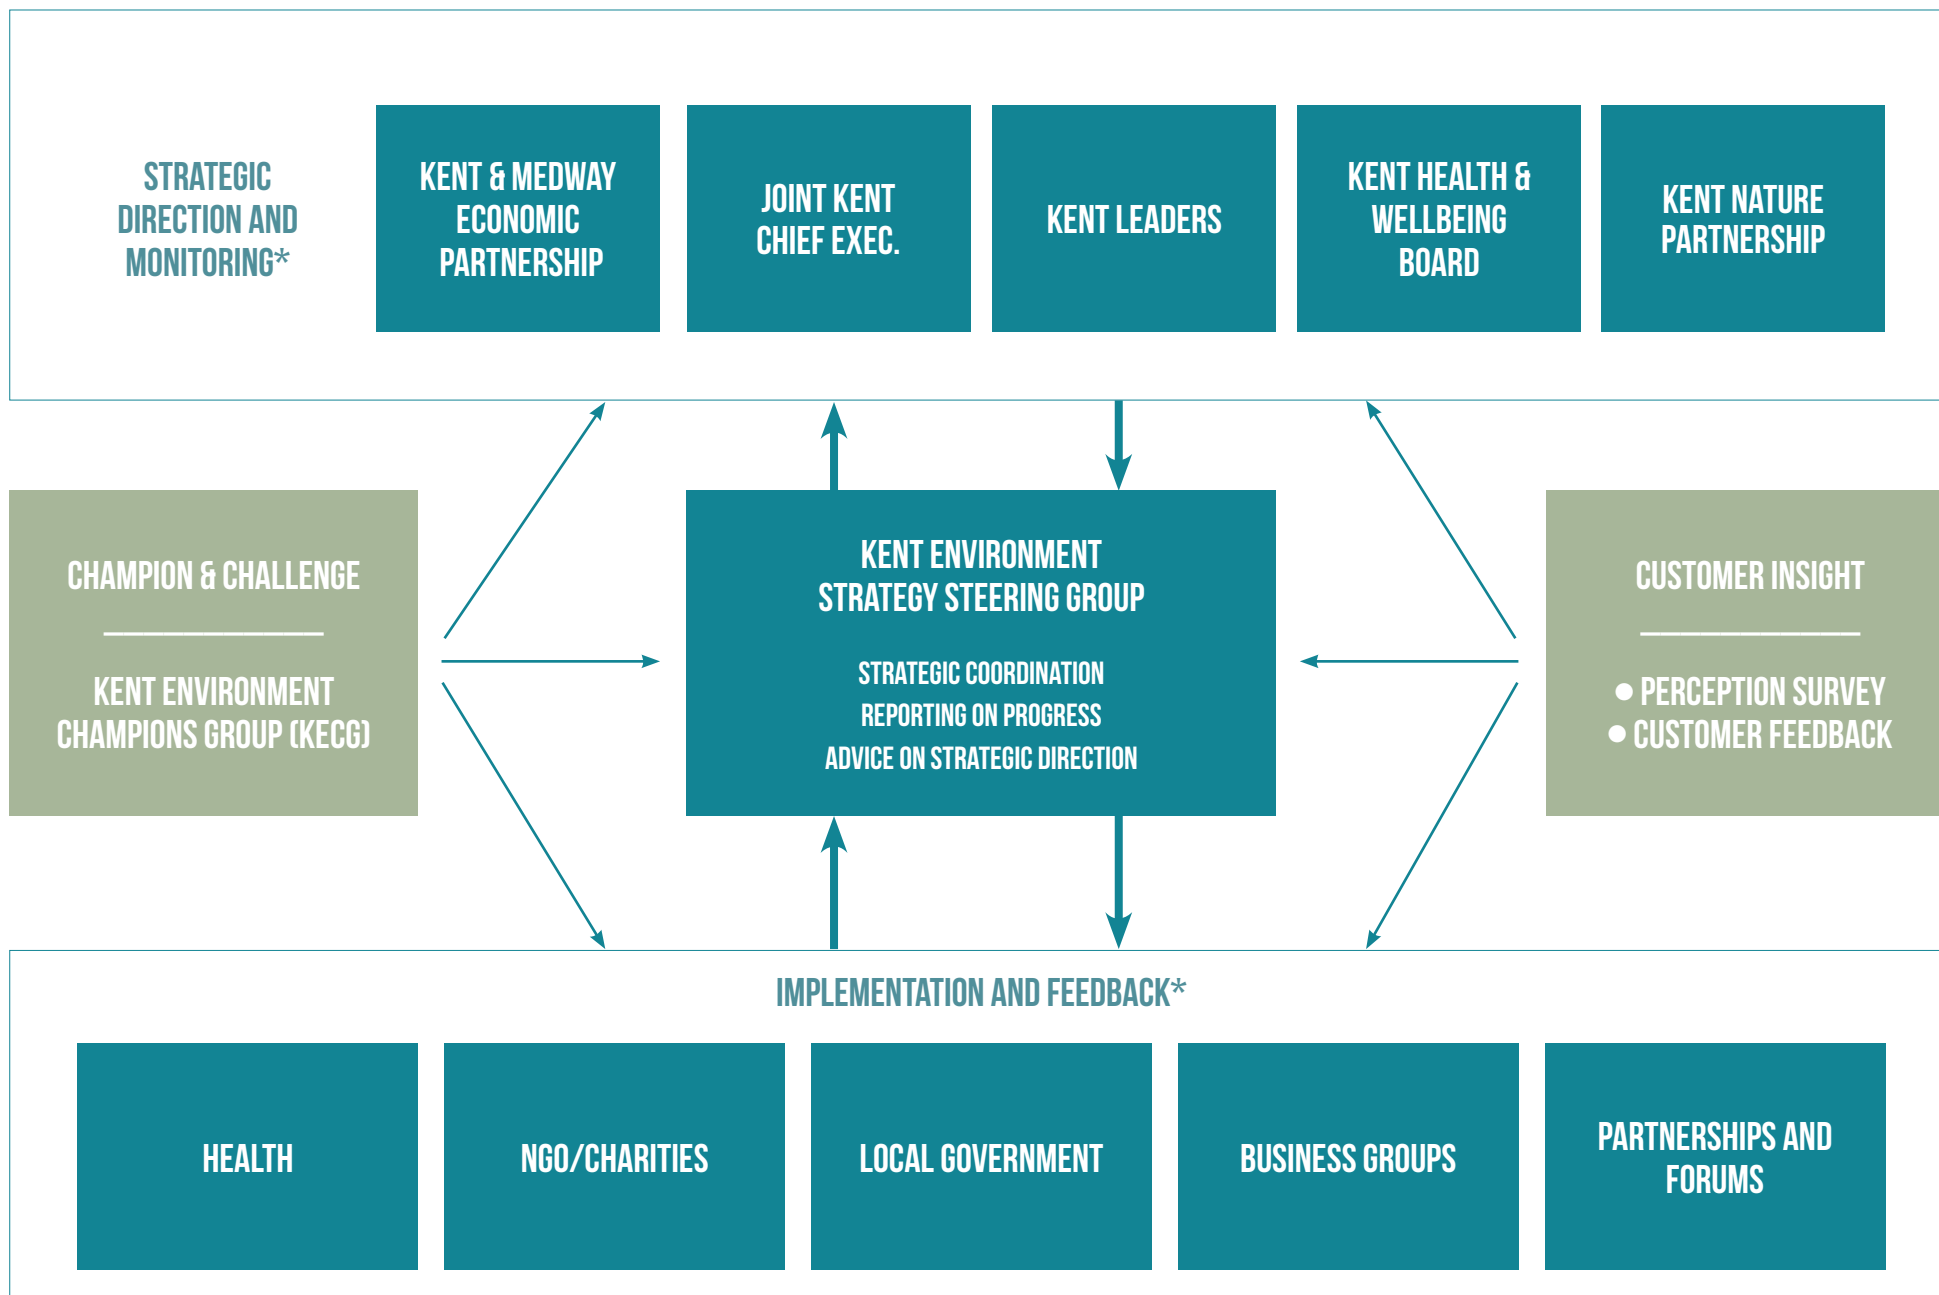 STRATEGIC
DIRECTION AND
MONITORING*
KENT & MEDWAY
ECONOMIC
PARTNERSHIP
JOINT KENT
CHIEF EXEC.
KENT LEADERS
KENT HEALTH &
WELLBEING
BOARD
KENT NATURE
PARTNERSHIP
CHAMPION & CHALLENGE
KENT ENVIRONMENT
CHAMPIONS GROUP (KECG)
KENT ENVIRONMENT
STRATEGY STEERING GROUP
STRATEGIC COORDINATION
REPORTING ON PROGRESS
ADVICE ON STRATEGIC DIRECTION
CUSTOMER INSIGHT
● PERCEPTION SURVEY
● CUSTOMER FEEDBACK
IMPLEMENTATION AND FEEDBACK*
HEALTH
NGO/CHARITIES
LOCAL GOVERNMENT
BUSINESS GROUPS
PARTNERSHIPS AND
FORUMS